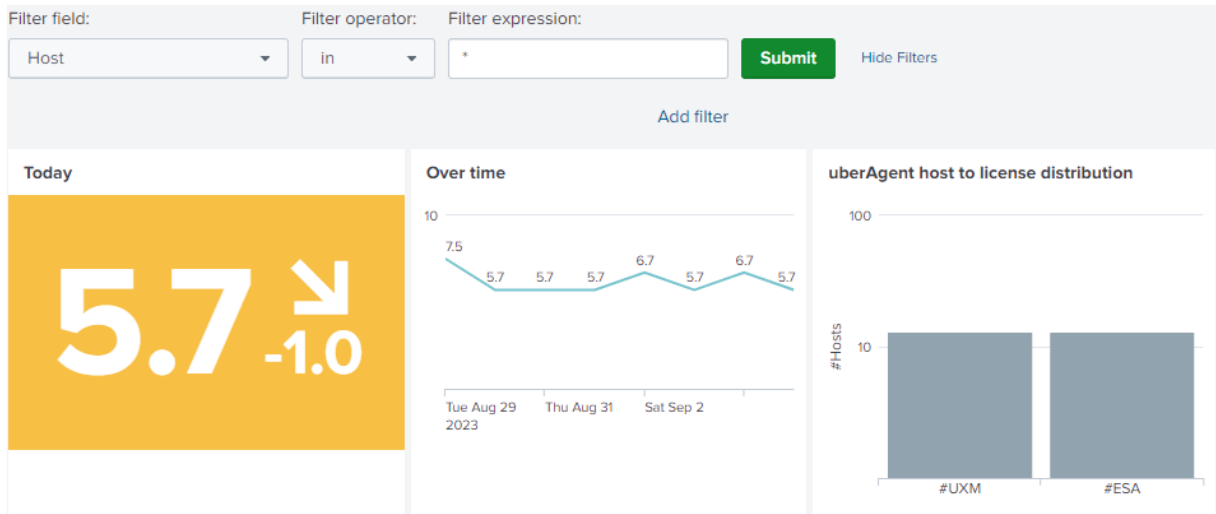 Filter field:
Filter operator:
Filter expression:
Host
in
*
Submit
Hide Filters
Add filter
Today
5.7
-1.0
Over time
10
7.5
5.7
5.7
5.7
6.7
5.7
6.7
5.7
Tue Aug 29
2023
Thu Aug 31
Sat Sep 2
uberAgent host to license distribution
100
10
#Hosts
#UXM
#ESA